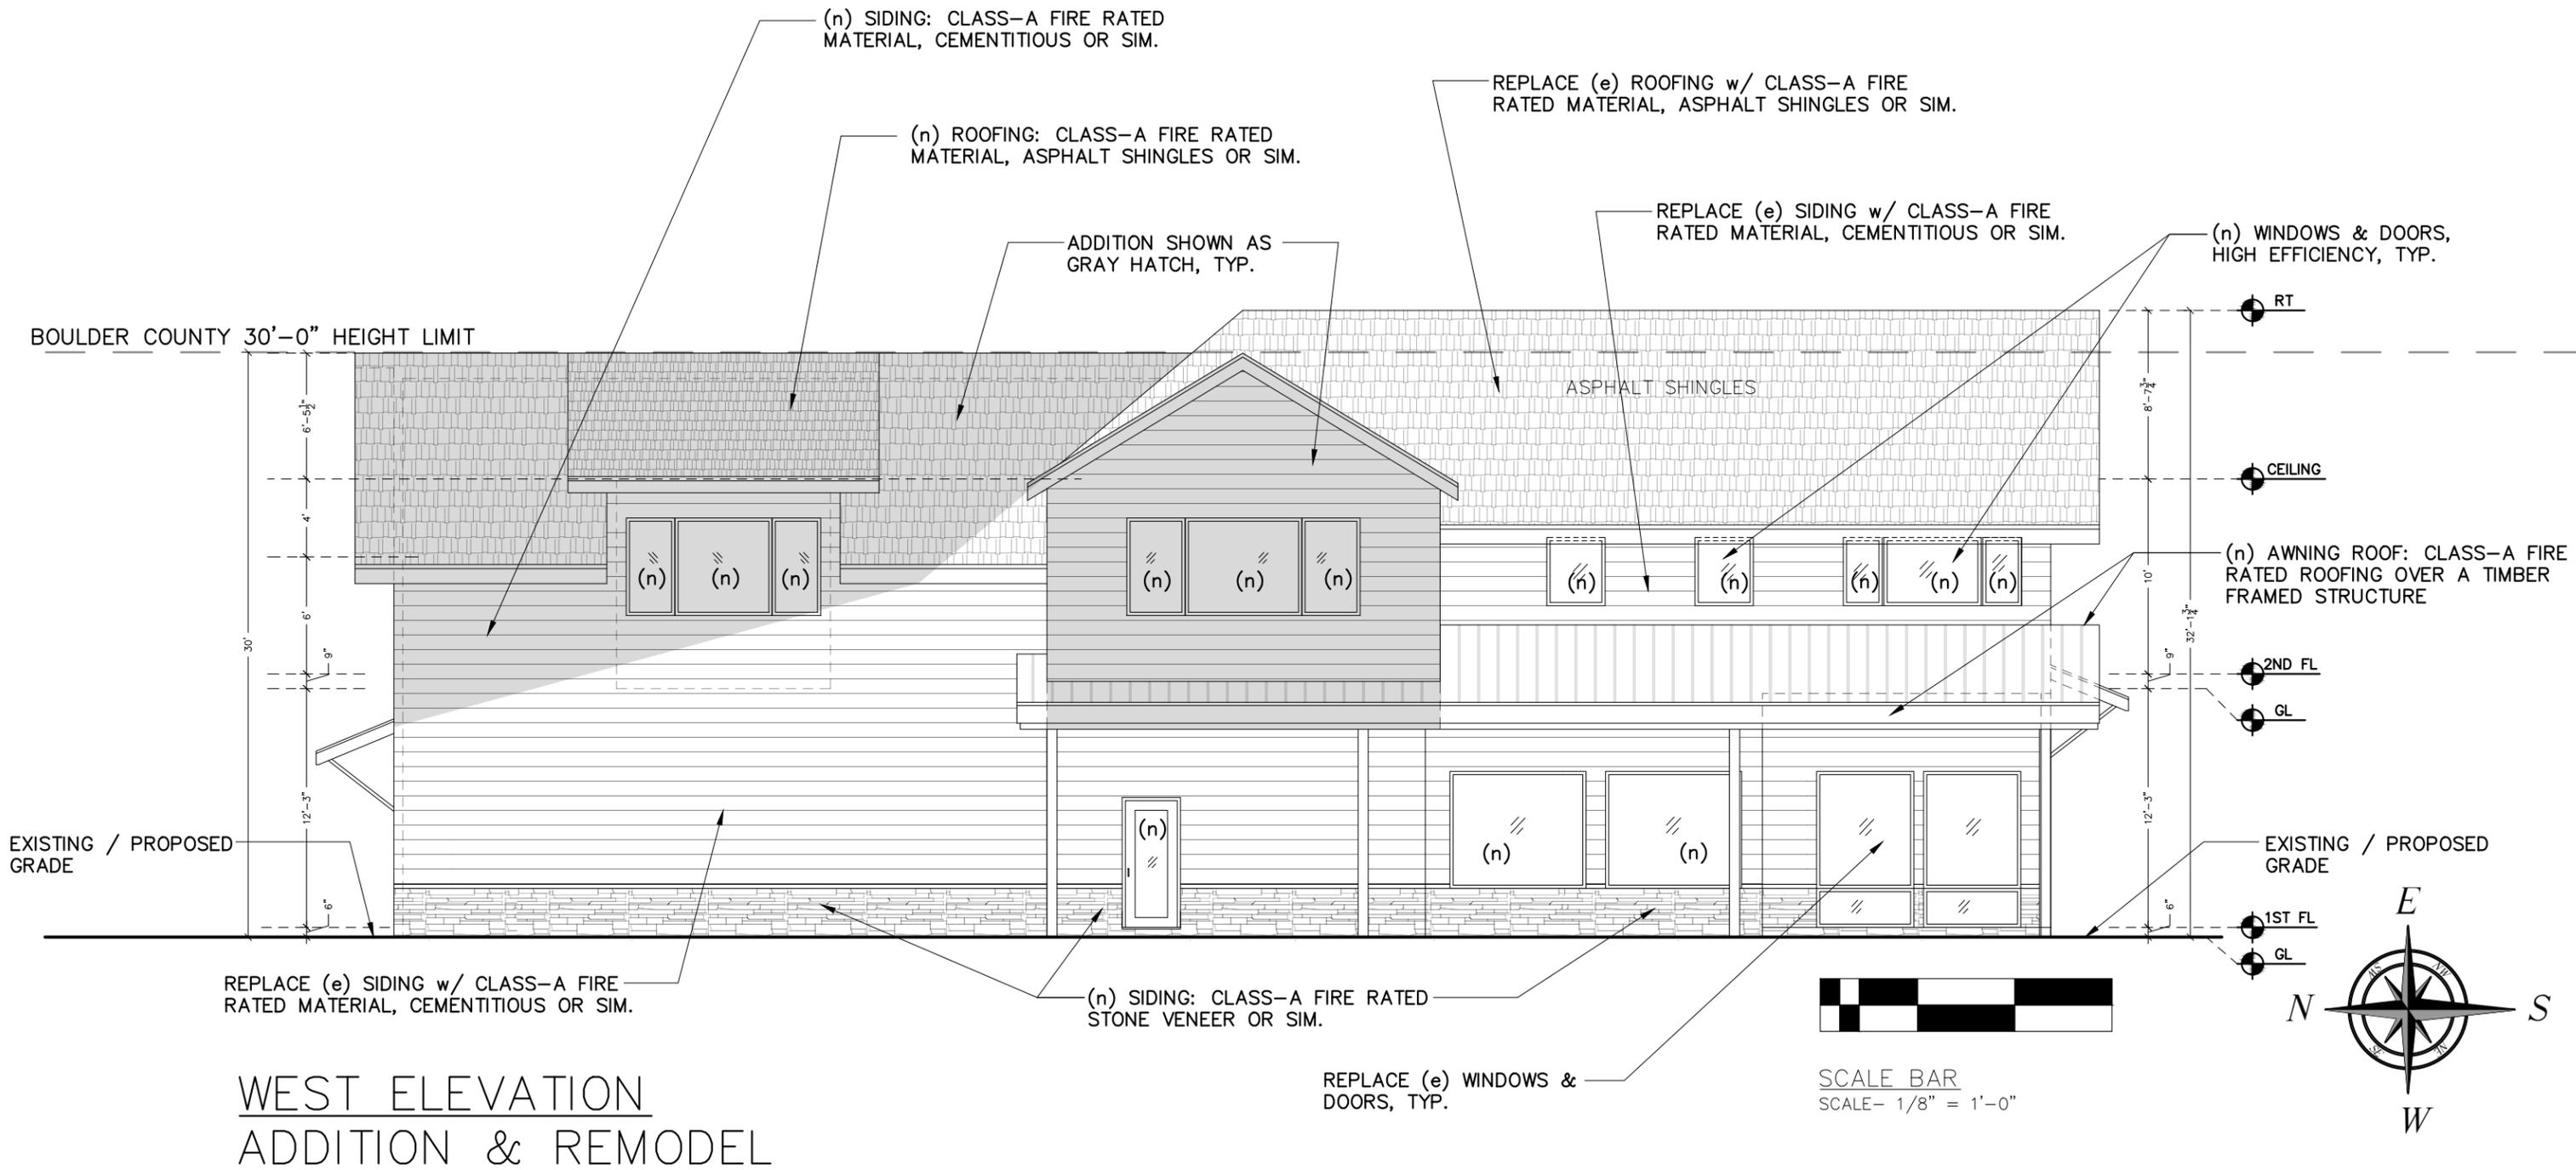 (n) SIDING: CLASS-A FIRE RATED
MATERIAL, CEMENTITIOUS OR SIM.
REPLACE (e) ROOFING w/ CLASS-A FIRE
RATED MATERIAL, ASPHALT SHINGLES OR SIM.
(n) ROOFING: CLASS-A FIRE RATED
MATERIAL, ASPHALT SHINGLES OR SIM.
REPLACE (e) SIDING w/ CLASS-A FIRE
RATED MATERIAL, CEMENTITIOUS OR SIM.
ADDITION SHOWN AS
GRAY HATCH, TYP.
(n) WINDOWS & DOORS,
HIGH EFFICIENCY, TYP.
RT
BOULDER COUNTY 30'-0" HEIGHT LIMIT
ASPHALT SHINGLES
6'-5½"
8'-7¾"
CEILING
4'
(n) AWNING ROOF: CLASS-A FIRE
RATED ROOFING OVER A TIMBER
FRAMED STRUCTURE
(n) (n) (n) (n) (n) (n) (n) (n) (n) (n) (n)
10'
6'
30'
32'-1¾"
9"
9"
2ND FL
GL
12'-3"
12'-3"
(n)
(n) (n)
EXISTING / PROPOSED
GRADE
EXISTING / PROPOSED
GRADE
6"
6"
1ST FL
GL
REPLACE (e) SIDING w/ CLASS-A FIRE
RATED MATERIAL, CEMENTITIOUS OR SIM.
(n) SIDING: CLASS-A FIRE RATED
STONE VENEER OR SIM.
E
NW
N
S
W
REPLACE (e) WINDOWS &
DOORS, TYP.
SCALE BAR
SCALE- 1/8" = 1'-0"
WEST ELEVATION
ADDITION & REMODEL